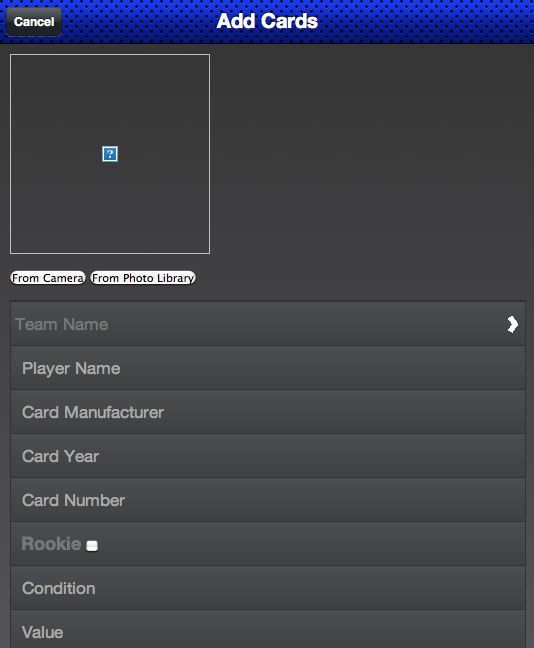 Cancel
Add Cards
?
From Camera From Photo Library
Team Name
Player Name
Card Manufacturer
Card Year
Card Number
Rookie
Condition
Value